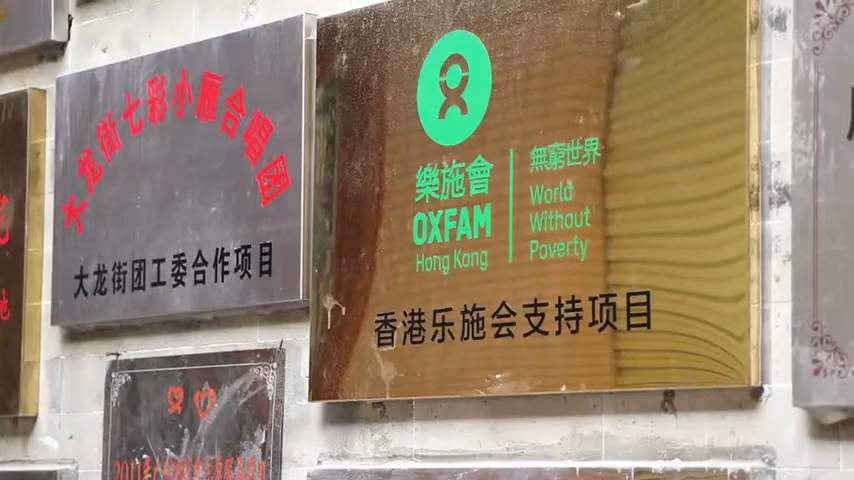 大龙街七彩小雁合唱团
大龙街团工委合作项目
樂施會
OXFAM
Hong Kong
無窮世界
World
Without
Poverty
香港乐施会支持项目